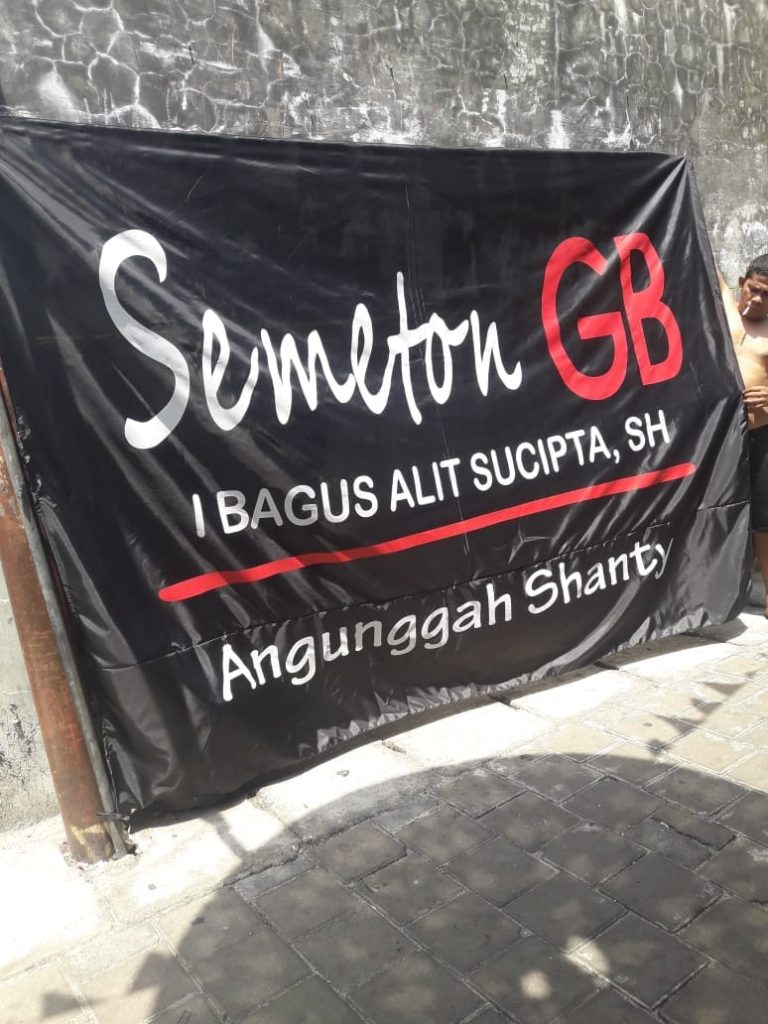 Semeton GB
I BAGUS ALIT SUCIPTA, SH
Angunggah Shanty